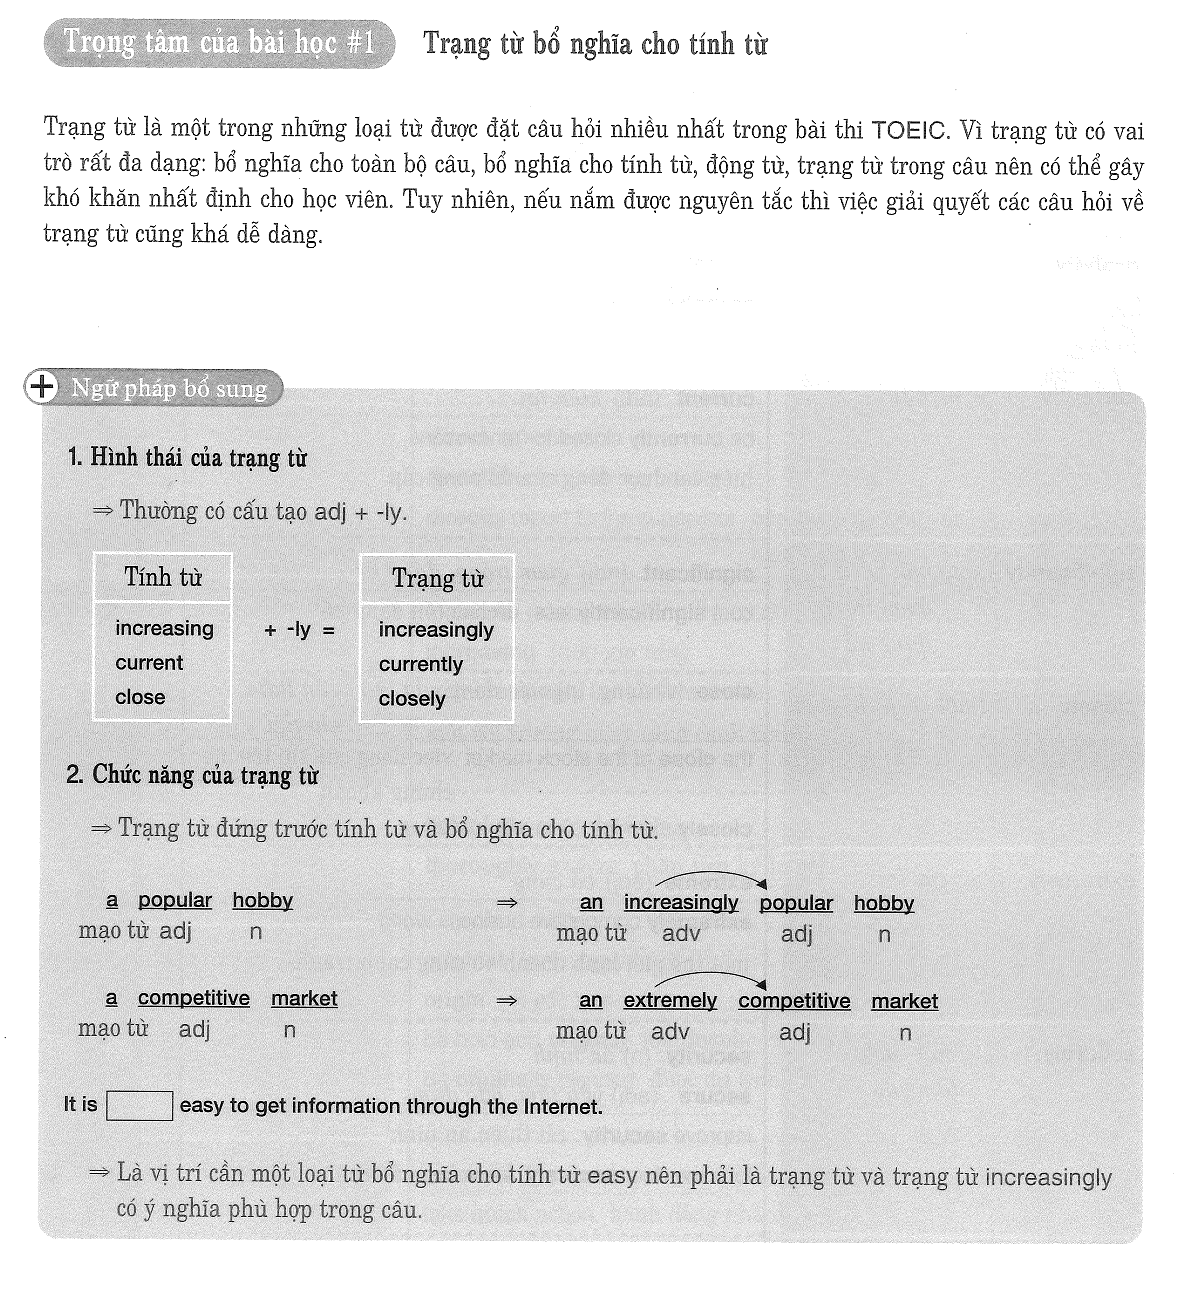 Trọng tâm của bài học #1 Trạng từ bổ nghĩa cho tính từ
Trạng từ là một trong những loại từ được đặt câu hỏi nhiều nhất trong bài thi TOEIC. Vì trạng từ có vai
trò rất đa dạng: bổ nghĩa cho toàn bộ câu, bổ nghĩa cho tính từ, động từ, trạng từ trong câu nên có thể gây
khó khăn nhất định cho học viên. Tuy nhiên, nếu nắm được nguyên tắc thì việc giải quyết các câu hỏi về
trạng từ cũng khá dễ dàng.
+ Ngữ pháp bổ sung
1. Hình thái của trạng từ
⇒ Thường có cấu tạo adj + -ly.
Tính từ Trạng từ
increasing + -ly = increasingly
current currently
close closely
2. Chức năng của trạng từ
⇒ Trạng từ đứng trước tính từ và bổ nghĩa cho tính từ.
a popular hobby ⇒ an increasingly popular hobby
mạo từ adj n mạo từ adv adj n
a competitive market ⇒ an extremely competitive market
mạo từ adj n mạo từ adv adj n
It is easy to get information through the Internet.
⇒ Là vị trí cần một loại từ bổ nghĩa cho tính từ easy nên phải là trạng từ và trạng từ increasingly
có ý nghĩa phù hợp trong câu.